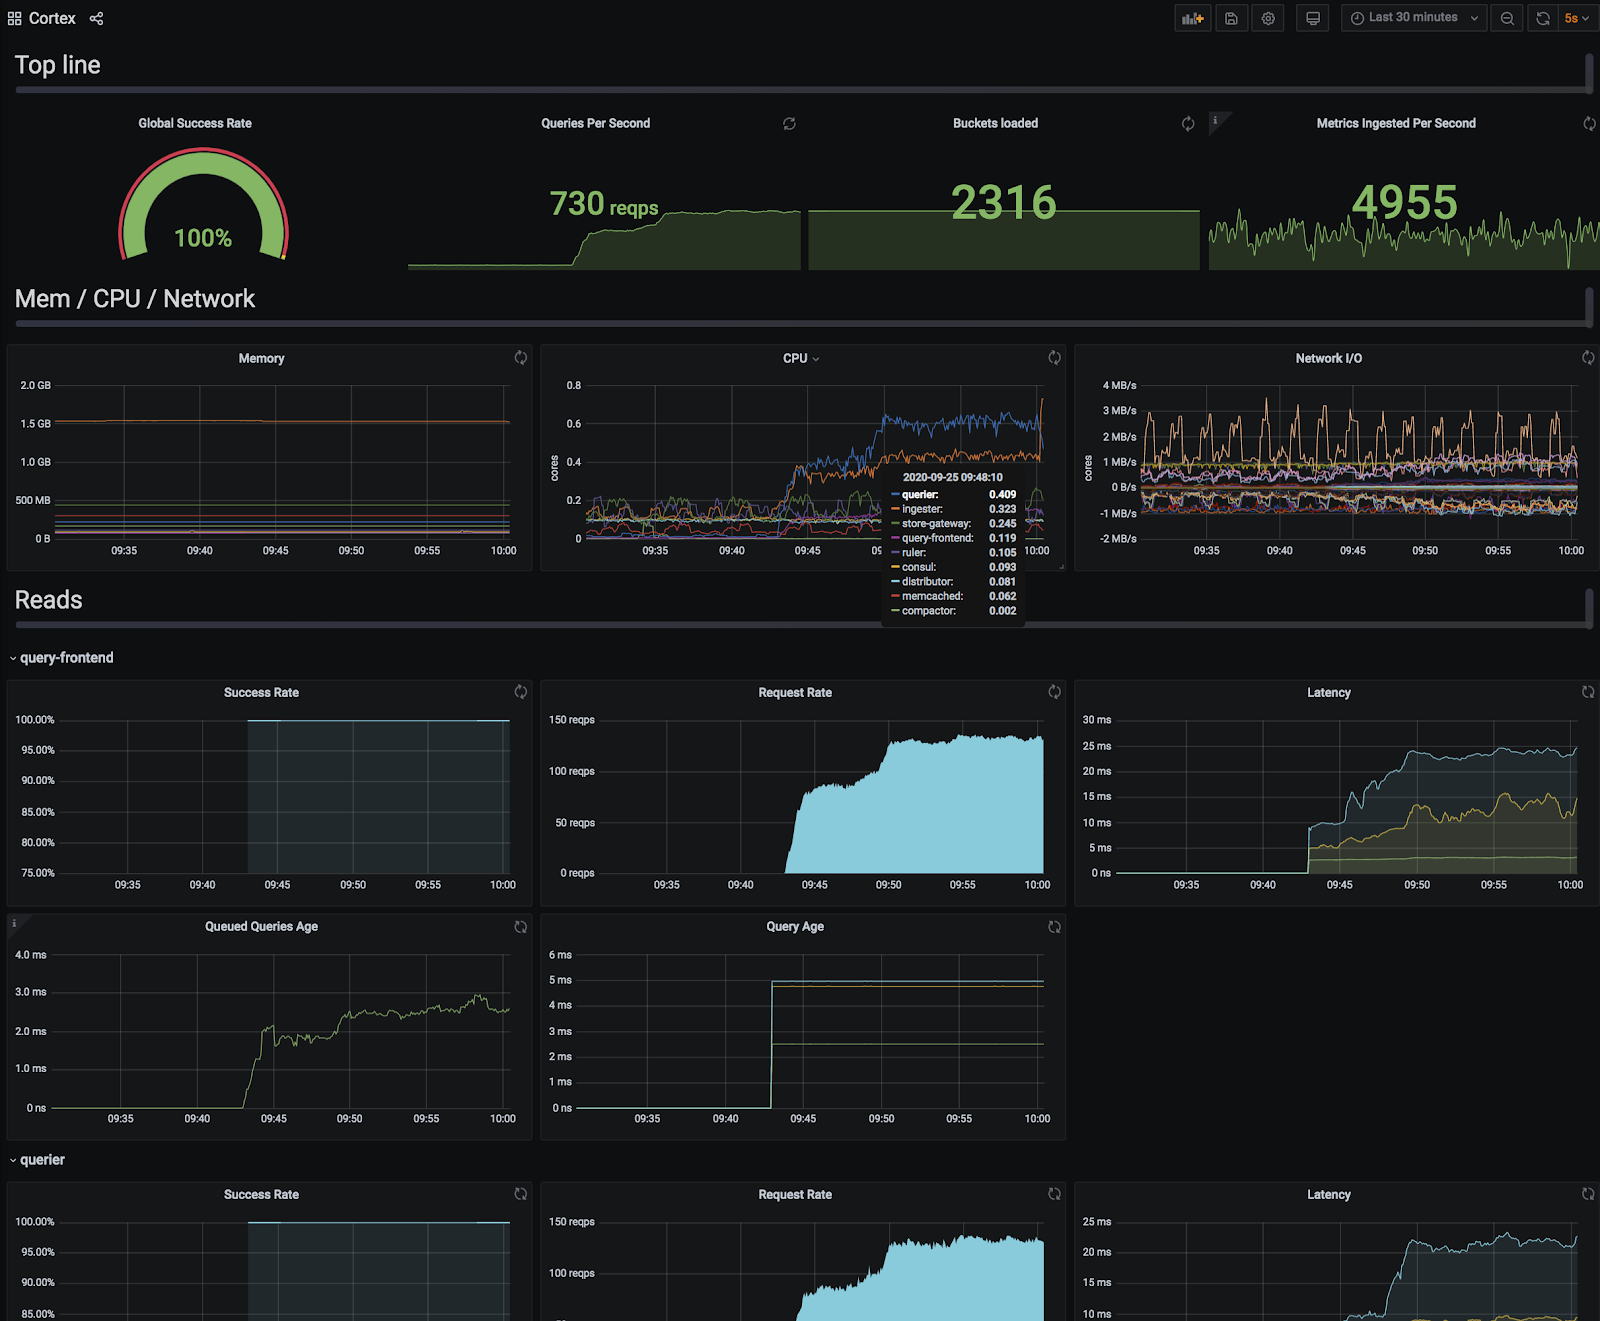 Cortex
Last 30 minutes
5s
Top line
Global Success Rate
100%
Queries Per Second
730 reqps
Buckets loaded
2316
i
Metrics Ingested Per Second
4955
Mem / CPU / Network
Memory
2.0 GB
1.5 GB
1.0 GB
500 MB
0 B
09:35 09:40 09:45 09:50 09:55 10:00
CPU
cores
0.8
0.6
0.4
0.2
0
09:35 09:40 09:45 09:5 10:00
2020-09-25 09:48:10
querier: 0.409
ingester: 0.323
store-gateway: 0.245
query-frontend: 0.119
ruler: 0.105
consul: 0.093
distributor: 0.081
memcached: 0.062
compactor: 0.002
Network I/O
cores
4 MB/s
3 MB/s
2 MB/s
1 MB/s
0 B/s
-1 MB/s
-2 MB/s
09:35 09:40 09:45 09:50 09:55 10:00
Reads
query-frontend
Success Rate
100.00%
95.00%
90.00%
85.00%
80.00%
75.00%
09:35 09:40 09:45 09:50 09:55 10:00
Request Rate
150 reqps
100 reqps
50 reqps
0 reqps
09:35 09:40 09:45 09:50 09:55 10:00
Latency
30 ms
25 ms
20 ms
15 ms
10 ms
5 ms
0 ns
09:35 09:40 09:45 09:50 09:55 10:00
i
Queued Queries Age
4.0 ms
3.0 ms
2.0 ms
1.0 ms
0 ns
09:35 09:40 09:45 09:50 09:55 10:00
Query Age
6 ms
5 ms
4 ms
3 ms
2 ms
1 ms
0 ns
09:35 09:40 09:45 09:50 09:55 10:00
querier
Success Rate
100.00%
95.00%
90.00%
85.00%
Request Rate
150 reqps
100 reqps
Latency
25 ms
20 ms
15 ms
10 ms